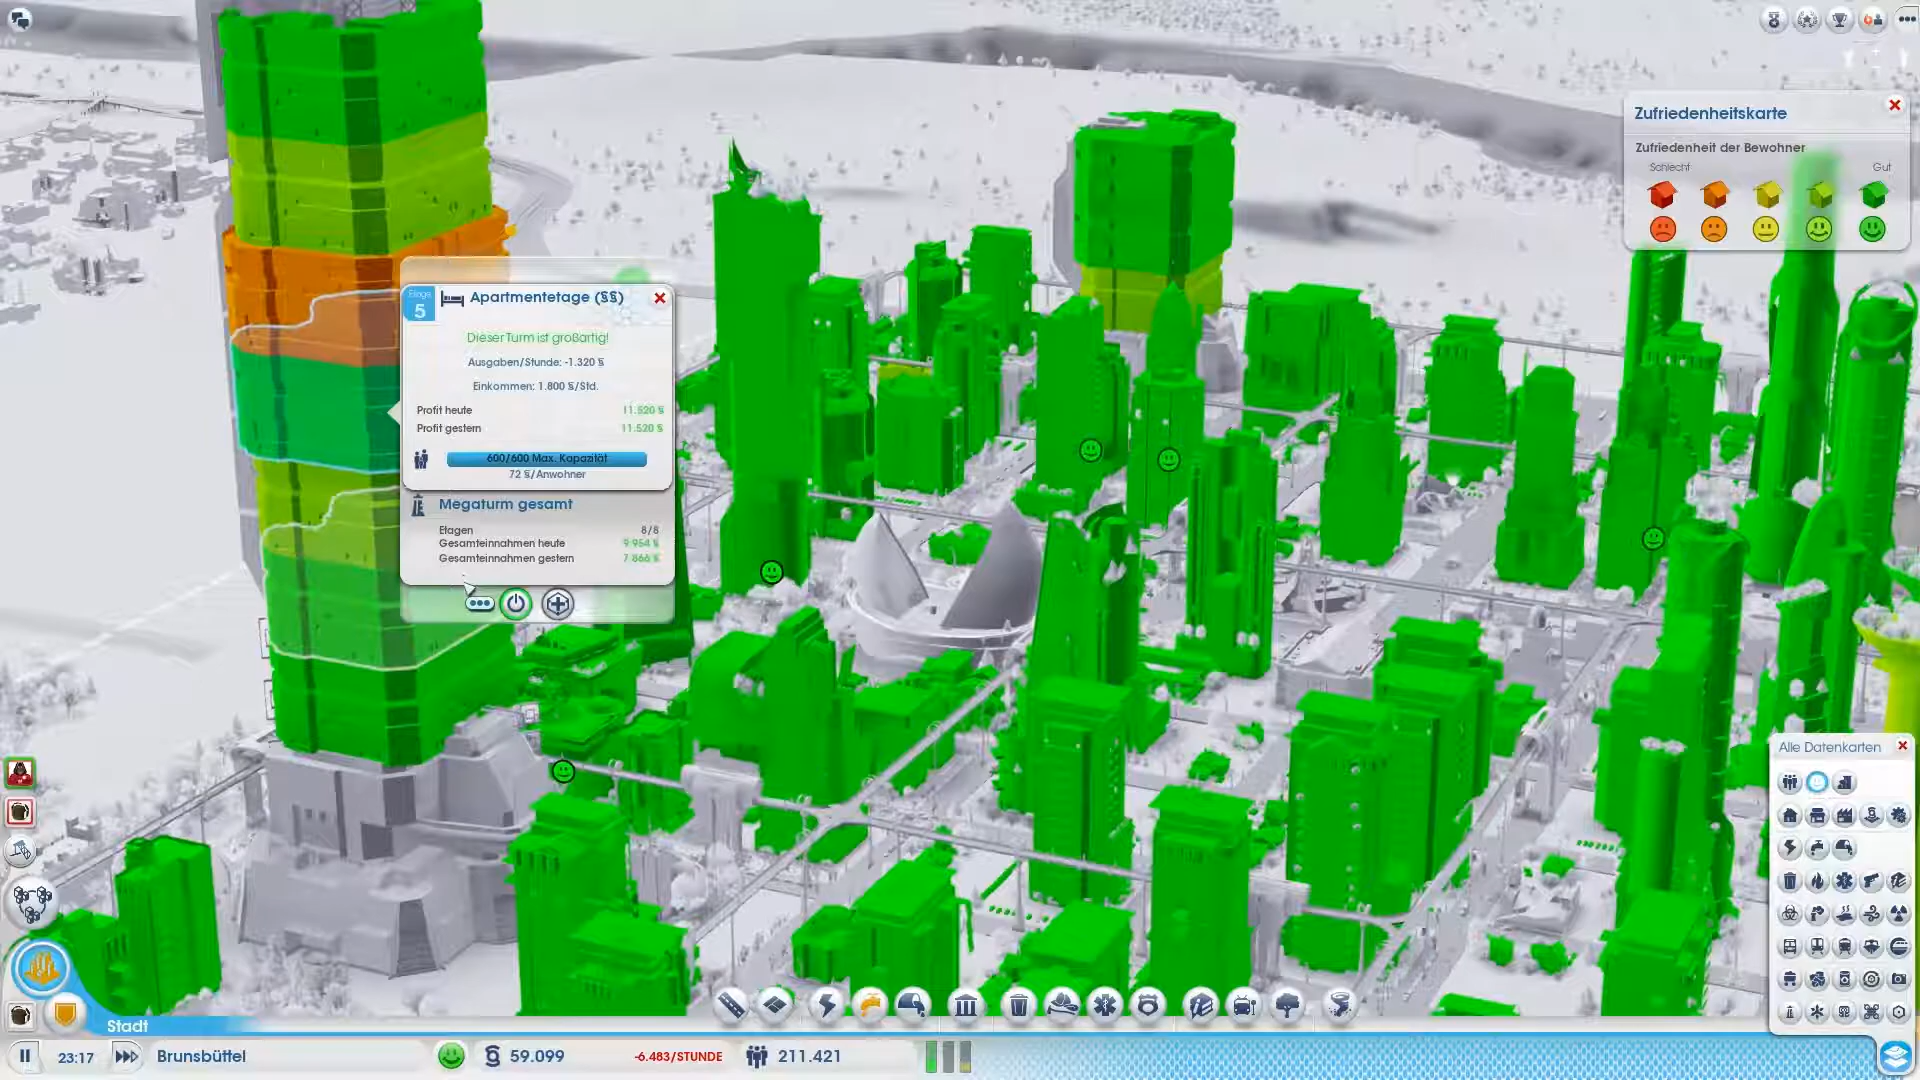 Zufriedenheitskarte
Zufriedenheit der Bewohner
Schlecht
Gut
Etage
5
Apartmentetage (§§)
Dieser Turm ist großartig!
Ausgaben/Stunde: -1.320 §
Einkommen: 1.800 §/Std.
Profit heute
11.520 §
Profit gestern
11.520 §
600/600 Max. Kapazität
72 §/Anwohner
Megaturm gesamt
Etagen
8/8
Gesamteinnahmen heute
9.954 §
Gesamteinnahmen gestern
7.866 §
Alle Datenkarten
Stadt
23:17
Brunsbüttel
59.099
-6.483/STUNDE
211.421